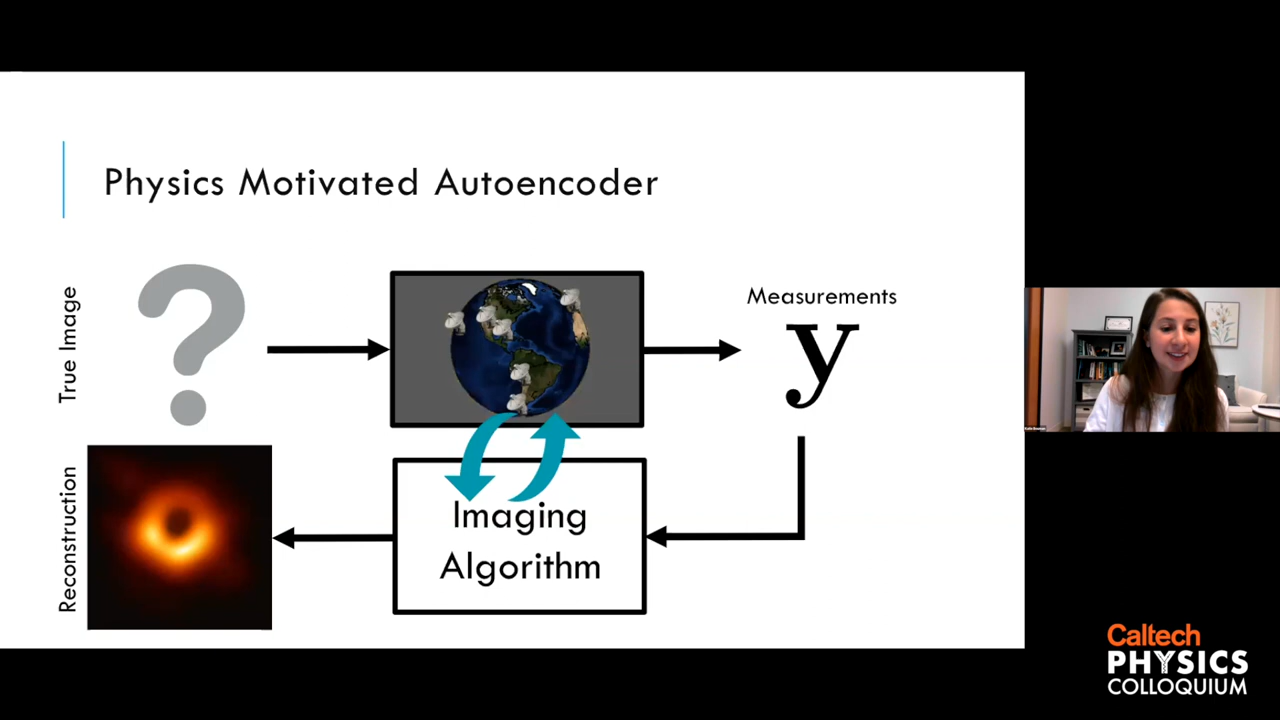 Physics Motivated Autoencoder
True Image
Measurements
y
Imaging
Algorithm
Reconstruction
Caltech
PHYSICS
COLLOQUIUM